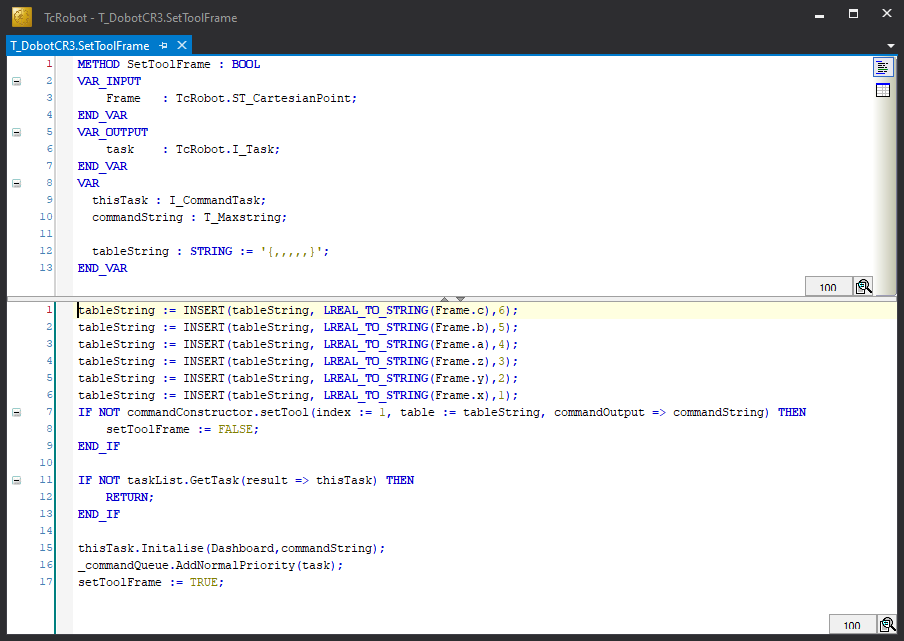 TcRobot - T_DobotCR3.SetToolFrame
T_DobotCR3.SetToolFrame
1 METHOD SetToolFrame : BOOL
2 VAR_INPUT
3 Frame : TcRobot.ST_CartesianPoint;
4 END_VAR
5 VAR_OUTPUT
6 task : TcRobot.I_Task;
7 END_VAR
8 VAR
9 thisTask : I_CommandTask;
10 commandString : T_Maxstring;
11
12 tableString : STRING := '{,,,,,}';
13 END_VAR
100
1 tableString := INSERT(tableString, LREAL_TO_STRING(Frame.c),6);
2 tableString := INSERT(tableString, LREAL_TO_STRING(Frame.b),5);
3 tableString := INSERT(tableString, LREAL_TO_STRING(Frame.a),4);
4 tableString := INSERT(tableString, LREAL_TO_STRING(Frame.z),3);
5 tableString := INSERT(tableString, LREAL_TO_STRING(Frame.y),2);
6 tableString := INSERT(tableString, LREAL_TO_STRING(Frame.x),1);
7 IF NOT commandConstructor.setTool(index := 1, table := tableString, commandOutput => commandString) THEN
8 setToolFrame := FALSE;
9 END_IF
10
11 IF NOT taskList.GetTask(result => thisTask) THEN
12 RETURN;
13 END_IF
14
15 thisTask.Initalise(Dashboard,commandString);
16 _commandQueue.AddNormalPriority(task);
17 setToolFrame := TRUE;
100